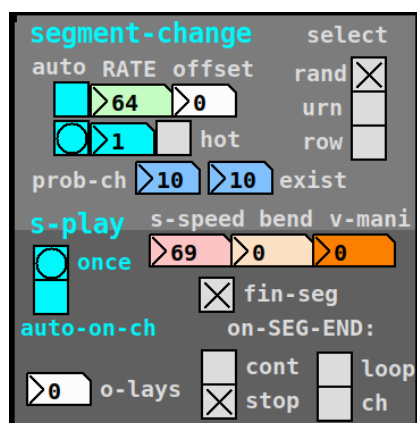 segment-change select
auto RATE offset
rand
64 0
urn
1 hot
row
prob-ch 10 10 exist
s-play s-speed bend v-mani
once 69 0 0
fin-seg
auto-on-ch on-SEG-END:
cont loop
0 o-lays
stop ch